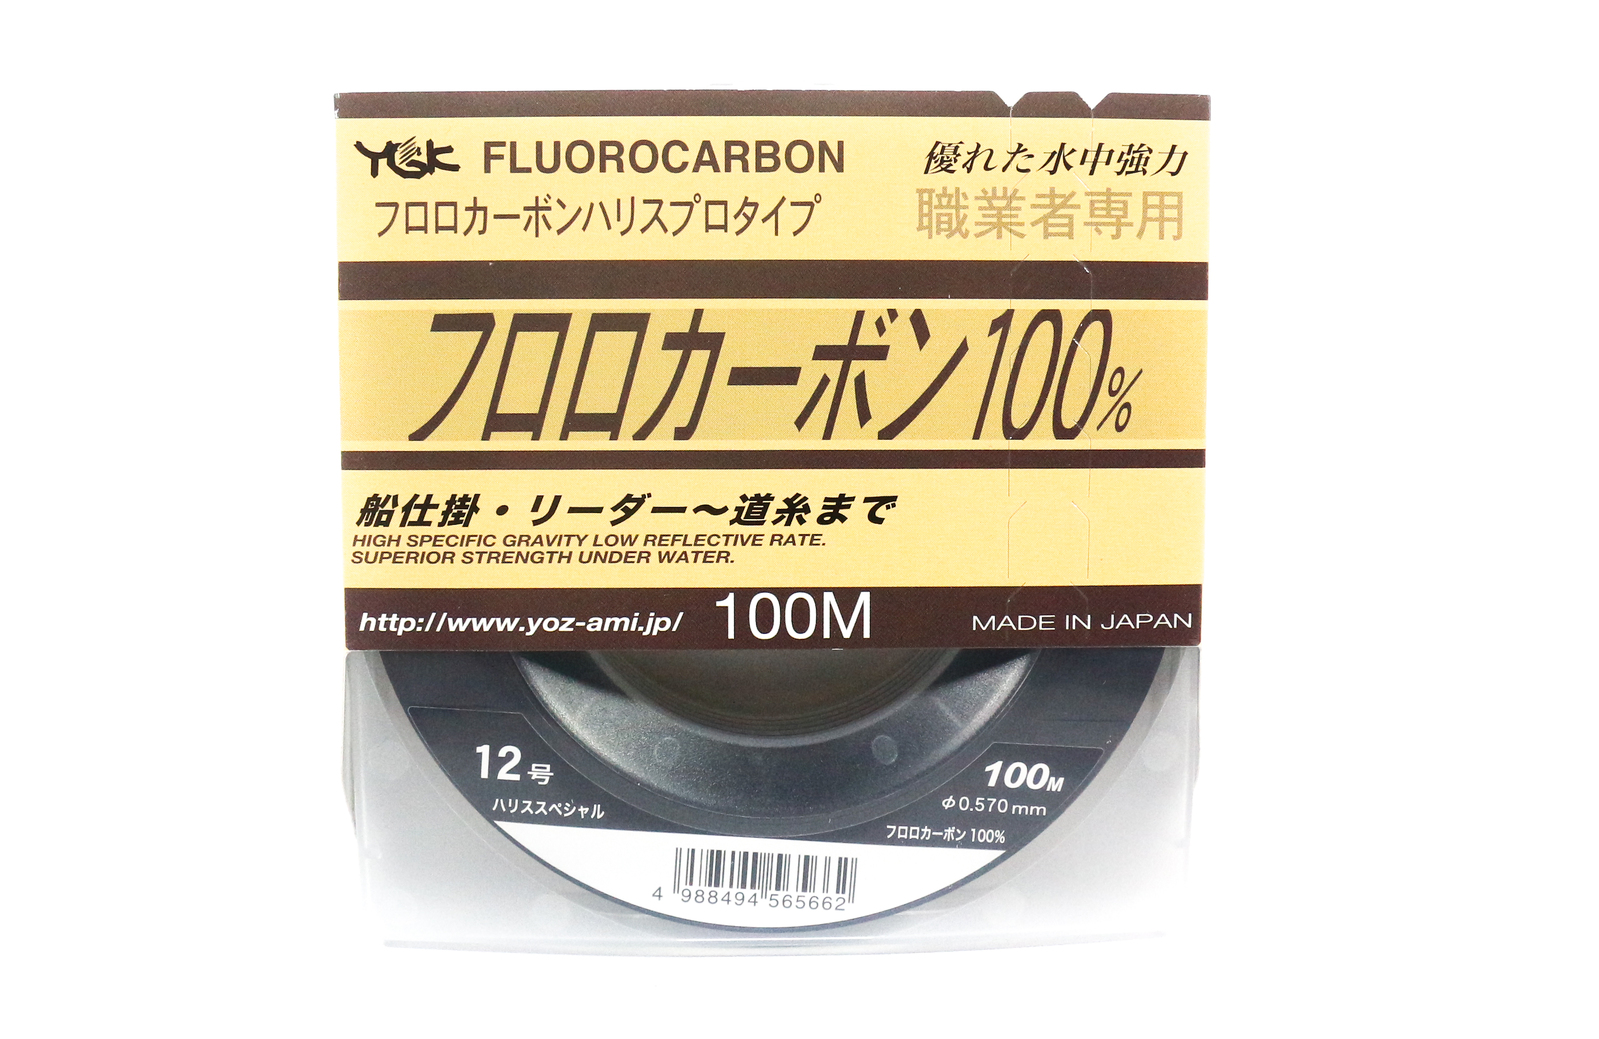 YGK FLUOROCARBON
フロロカーボンハリスプロタイプ
優れた水中強力
職業者専用
フロロカーボン100%
船仕掛・リーダー〜道糸まで
HIGH SPECIFIC GRAVITY LOW REFLECTIVE RATE.
SUPERIOR STRENGTH UNDER WATER.
http://www.yoz-ami.jp/ 100M MADE IN JAPAN
12号
ハリススペシャル
100M
φ0.570mm
フロロカーボン 100%
4 988494 565662